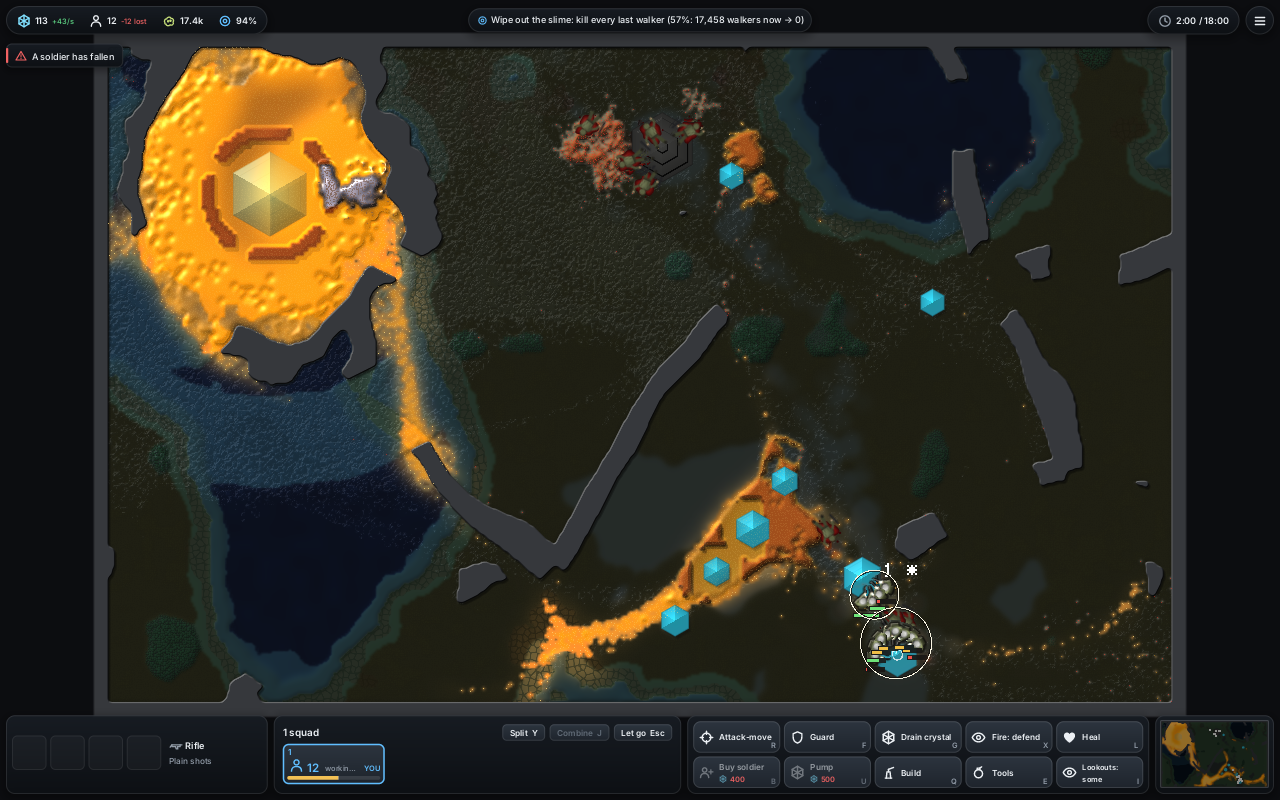 113 +43/s 12 -12 lost 17.4k 94%
Wipe out the slime: kill every last walker (57%: 17,458 walkers now → 0)
2:00 / 18:00
A soldier has fallen
1
Rifle
Plain shots
1 squad
Split Y
Combine J
Let go Esc
1
12 workin... YOU
Attack-move R
Guard F
Drain crystal G
Fire: defend X
Heal L
Buy soldier 400 B
Pump 500 U
Build Q
Tools E
Lookouts: some I